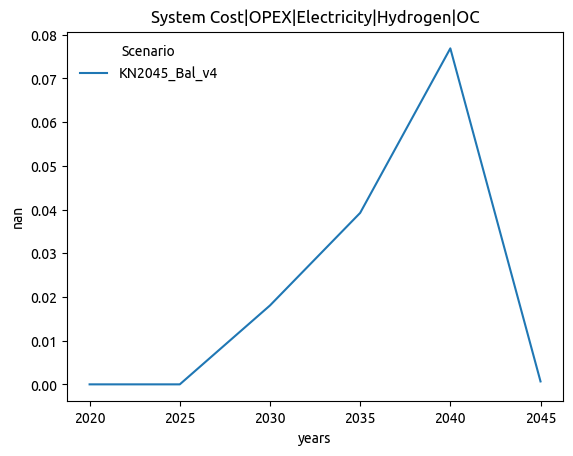 System Cost|OPEX|Electricity|Hydrogen|OC
0.08
0.07
0.06
0.05
0.04
0.03
0.02
0.01
0.00
nan
Scenario
KN2045_Bal_v4
2020 2025 2030 2035 2040 2045
years